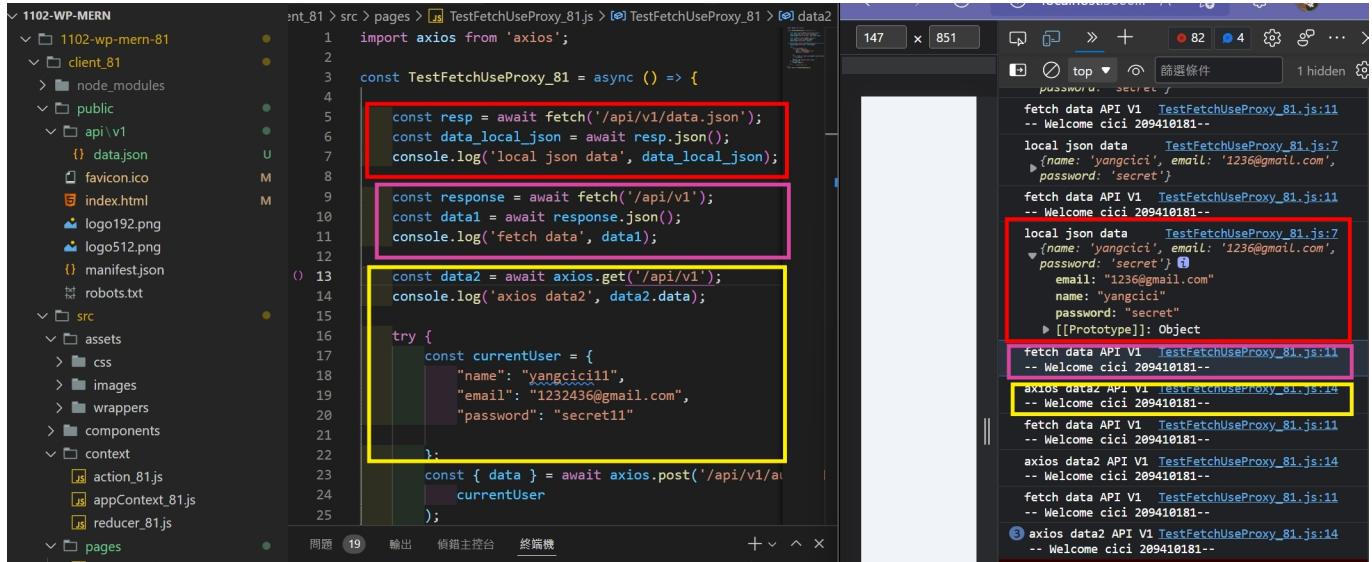 1102-WP-MERN
1102-wp-mern-81
client_81
node_modules
public
api\v1
{} data.json U
favicon.ico M
index.html M
logo192.png
logo512.png
{} manifest.json
robots.txt
src
assets
css
images
wrappers
components
context
JS action_81.js
JS appContext_81.js
JS reducer_81.js
pages
ent_81 > src > pages > JS TestFetchUseProxy_81.js > TestFetchUseProxy_81 > data2
1 import axios from 'axios';
2
3 const TestFetchUseProxy_81 = async () => {
4
5 const resp = await fetch('/api/v1/data.json');
6 const data_local_json = await resp.json();
7 console.log('local json data', data_local_json);
8
9 const response = await fetch('/api/v1');
10 const data1 = await response.json();
11 console.log('fetch data', data1);
12
13 const data2 = await axios.get('/api/v1');
14 console.log('axios data2', data2.data);
15
16 try {
17 const currentUser = {
18 "name": "yangcici11",
19 "email": "1232436@gmail.com",
20 "password": "secret11"
21
22 };
23 const { data } = await axios.post('/api/v1/au
24 currentUser
25 );
問題 19 輸出 偵錯主控台 終端機
147 x 851
82 4
top 篩選條件 1 hidden
password: 'secret'}
fetch data API V1 TestFetchUseProxy_81.js:11
-- Welcome cici 209410181--
local json data TestFetchUseProxy_81.js:7
{name: 'yangcici', email: '1236@gmail.com',
password: 'secret'}
fetch data API V1 TestFetchUseProxy_81.js:11
-- Welcome cici 209410181--
local json data TestFetchUseProxy_81.js:7
{name: 'yangcici', email: '1236@gmail.com',
password: 'secret'} i
email: "1236@gmail.com"
name: "yangcici"
password: "secret"
[[Prototype]]: Object
fetch data API V1 TestFetchUseProxy_81.js:11
-- Welcome cici 209410181--
axios data2 API V1 TestFetchUseProxy_81.js:14
-- Welcome cici 209410181--
fetch data API V1 TestFetchUseProxy_81.js:11
-- Welcome cici 209410181--
axios data2 API V1 TestFetchUseProxy_81.js:14
-- Welcome cici 209410181--
fetch data API V1 TestFetchUseProxy_81.js:11
-- Welcome cici 209410181--
3 axios data2 API V1 TestFetchUseProxy_81.js:14
-- Welcome cici 209410181--